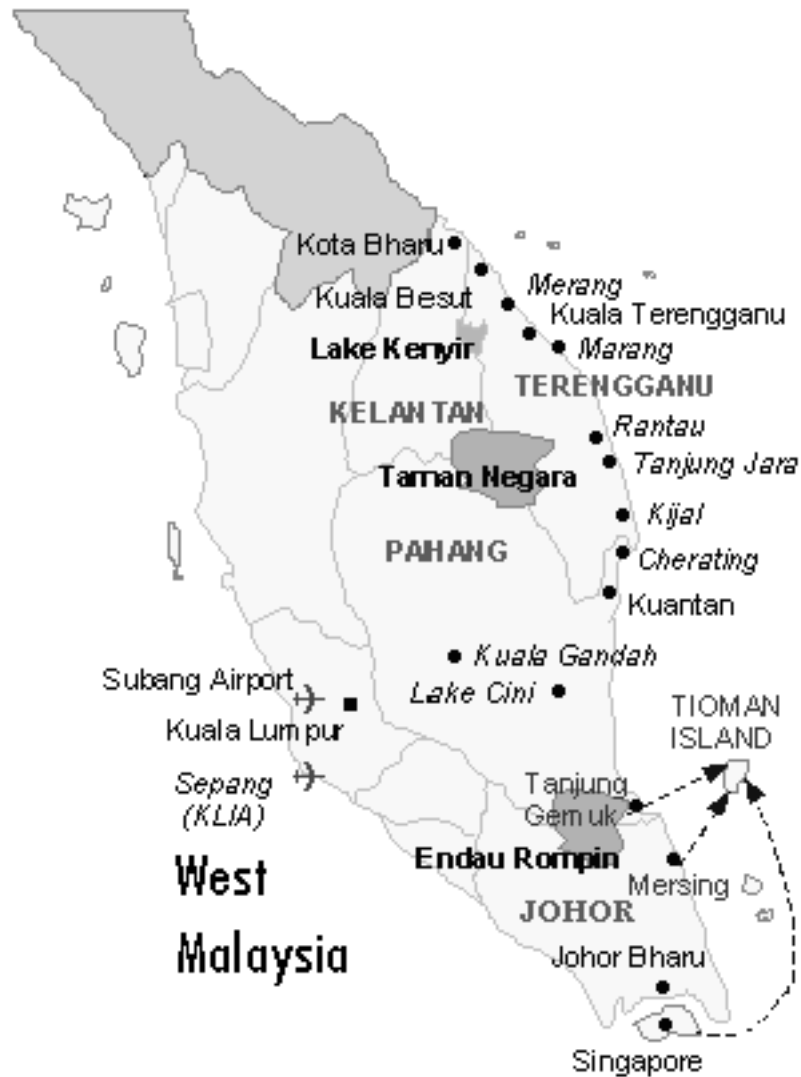 Kota Bharu
Kuala Besut
Merang
Kuala Terengganu
Lake Kenyir
Marang
TERENGGANU
KELANTAN
Rantau
Taman Negara
Tanjung Jara
Kijal
PAHANG
Cherating
Kuantan
Kuala Gandah
Subang Airport
Lake Cini
TIOMAN
ISLAND
Kuala Lumpur
Sepang
(KLIA)
Tanjung
Gemuk
Endau Rompin
West
Malaysia
Mersing
JOHOR
Johor Bharu
Singapore